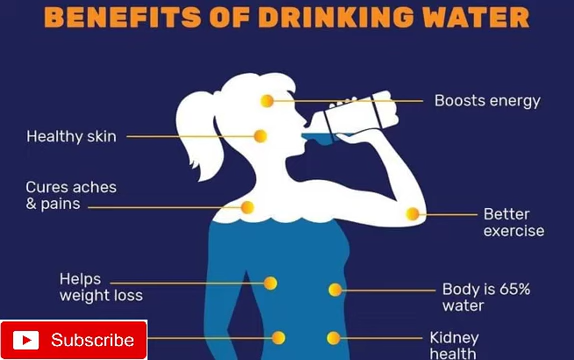 BENEFITS OF DRINKING WATER
Boosts energy
Healthy skin
Cures aches
& pains
Better
exercise
Helps
weight loss
Body is 65%
water
Subscribe
Kidney
health